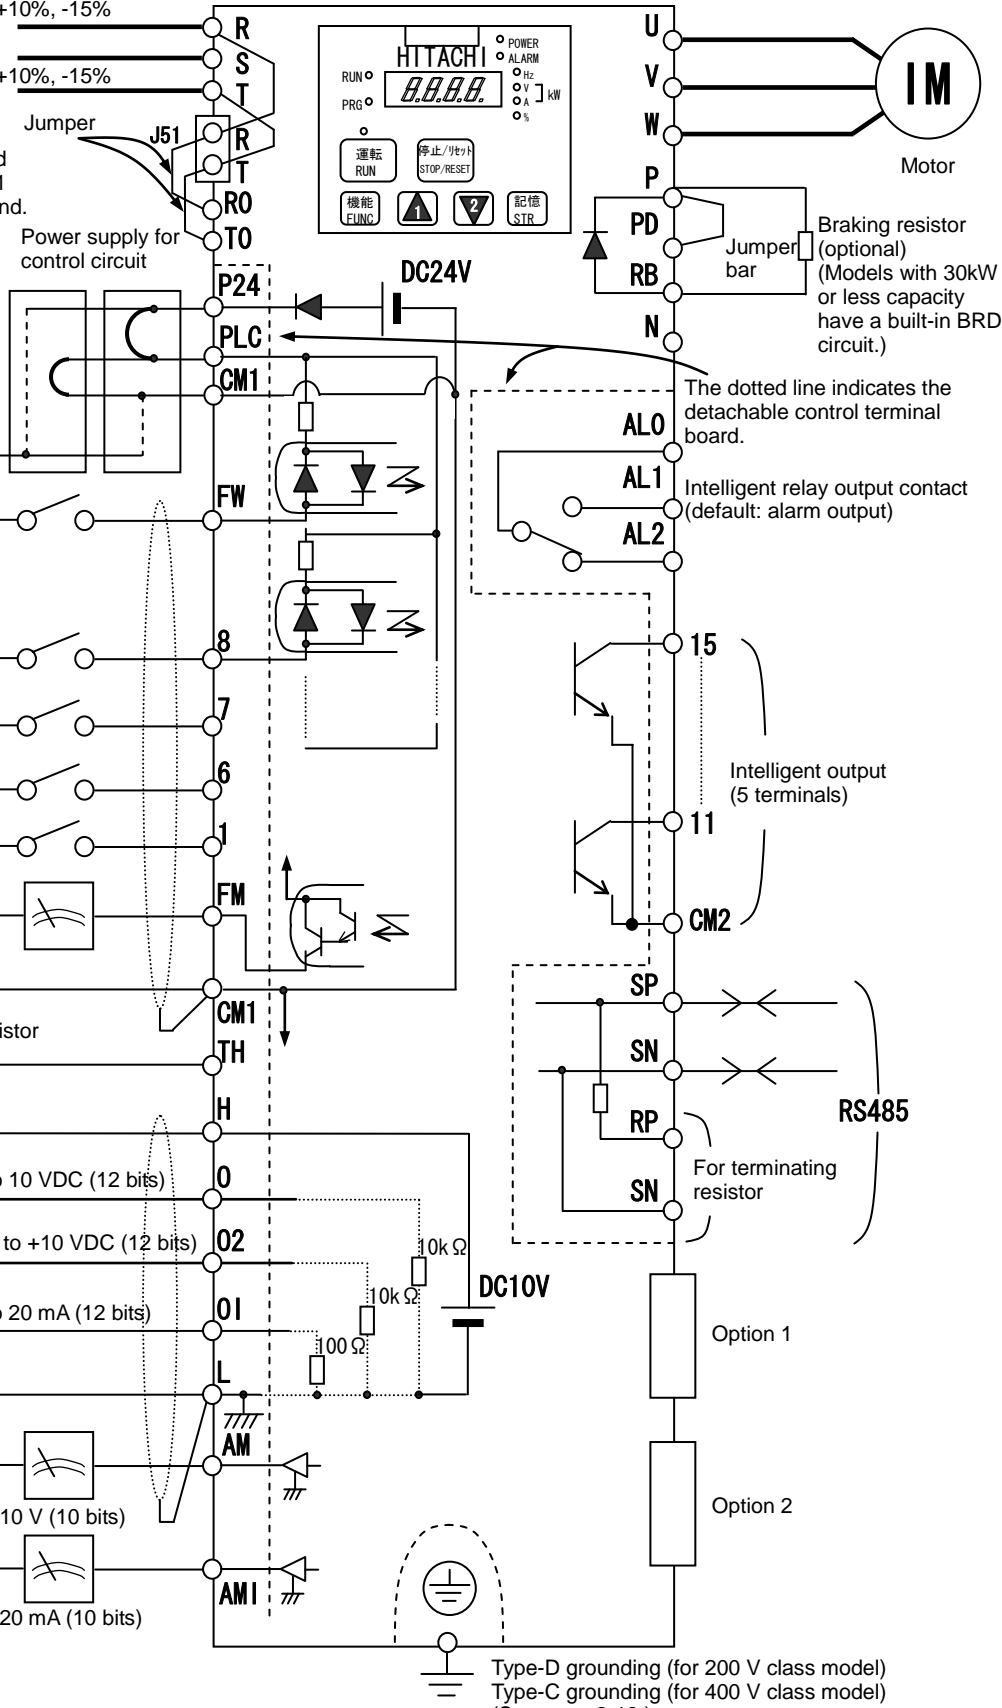 +10%, -15%
R
S
+10%, -15%
T
Jumper
J51
R
T
1
R0
T0
Power supply for
control circuit
HITACHI
POWER
ALARM
RUN
PRG
8.8.8.8.
Hz
V
A
kW
%
運転
RUN
停止/リセット
STOP/RESET
機能
FUNC
1
2
記憶
STR
U
V
W
IM
Motor
P
PD
RB
N
Jumper
bar
Braking resistor
(optional)
(Models with 30kW
or less capacity
have a built-in BRD
circuit.)
P24
DC24V
PLC
CM1
The dotted line indicates the
detachable control terminal
board.
AL0
AL1
AL2
Intelligent relay output contact
(default: alarm output)
FW
8
7
6
1
FM
CM1
TH
15
11
CM2
Intelligent output
(5 terminals)
SP
SN
RP
SN
RS485
For terminating
resistor
H
10 VDC (12 bits)
O
to +10 VDC (12 bits)
O2
20 mA (12 bits)
OI
L
10kΩ
10kΩ
100Ω
DC10V
AM
10 V (10 bits)
AMI
20 mA (10 bits)
Option 1
Option 2
Type-D grounding (for 200 V class model)
Type-C grounding (for 400 V class model)